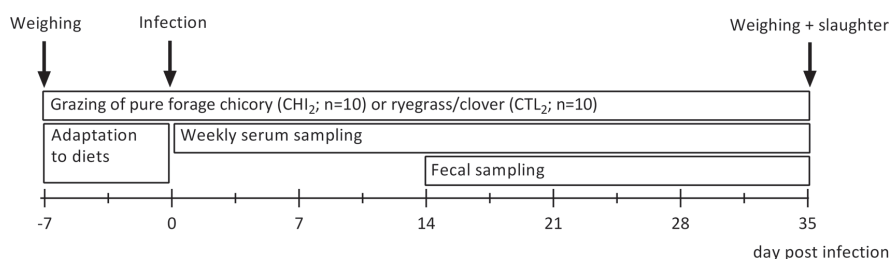 Weighing
Infection
Weighing + slaughter
Grazing of pure forage chicory (CHI₂; n=10) or ryegrass/clover (CTL₂; n=10)
Adaptation
to diets
Weekly serum sampling
Fecal sampling
-7 0 7 14 21 28 35
day post infection